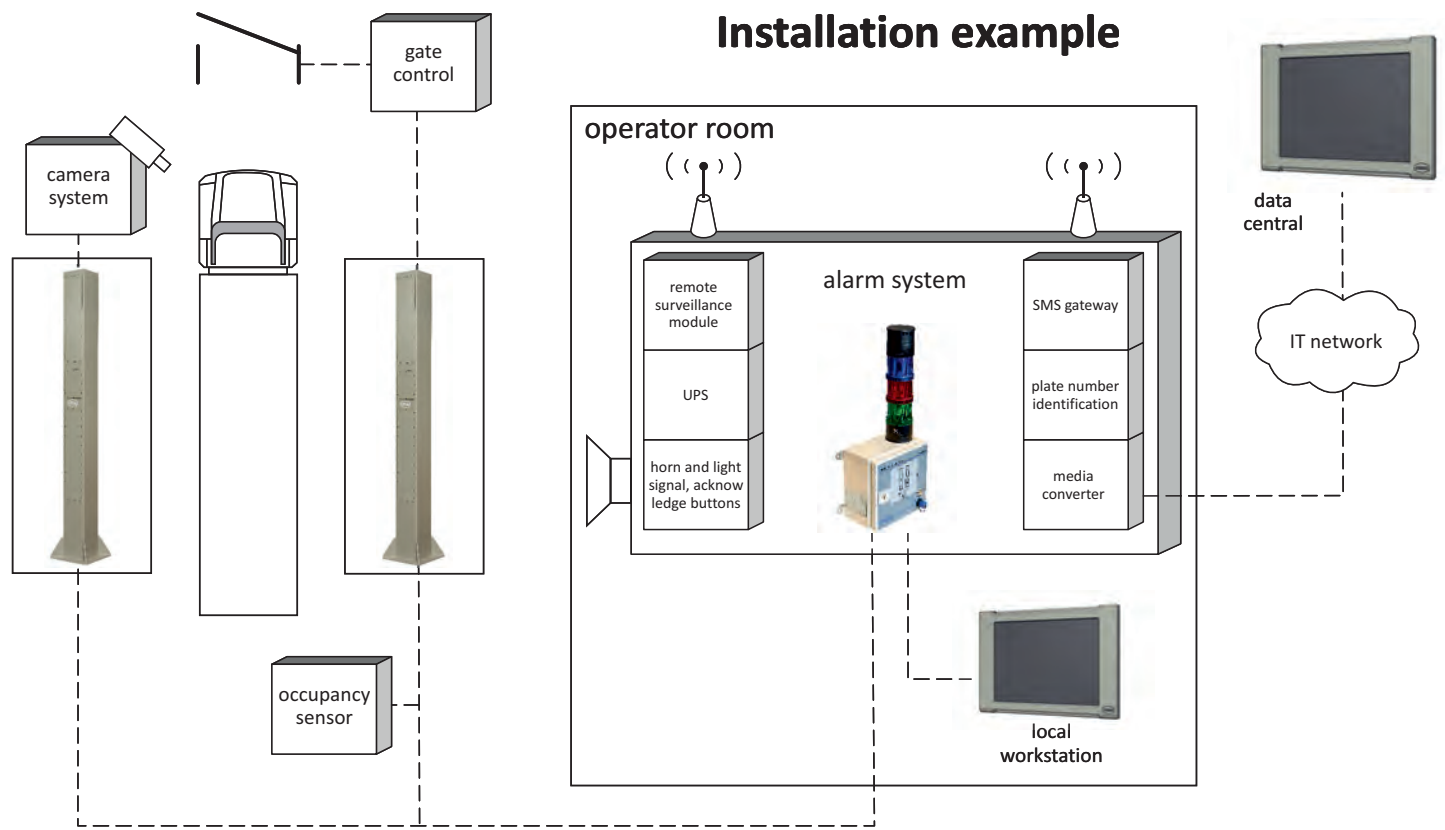 Installation example
gate
control
operator room
camera
system
data
central
remote
surveillance
module
alarm system
SMS gateway
IT network
UPS
plate number
identification
horn and light
signal, acknow
ledge buttons
media
converter
occupancy
sensor
local
workstation